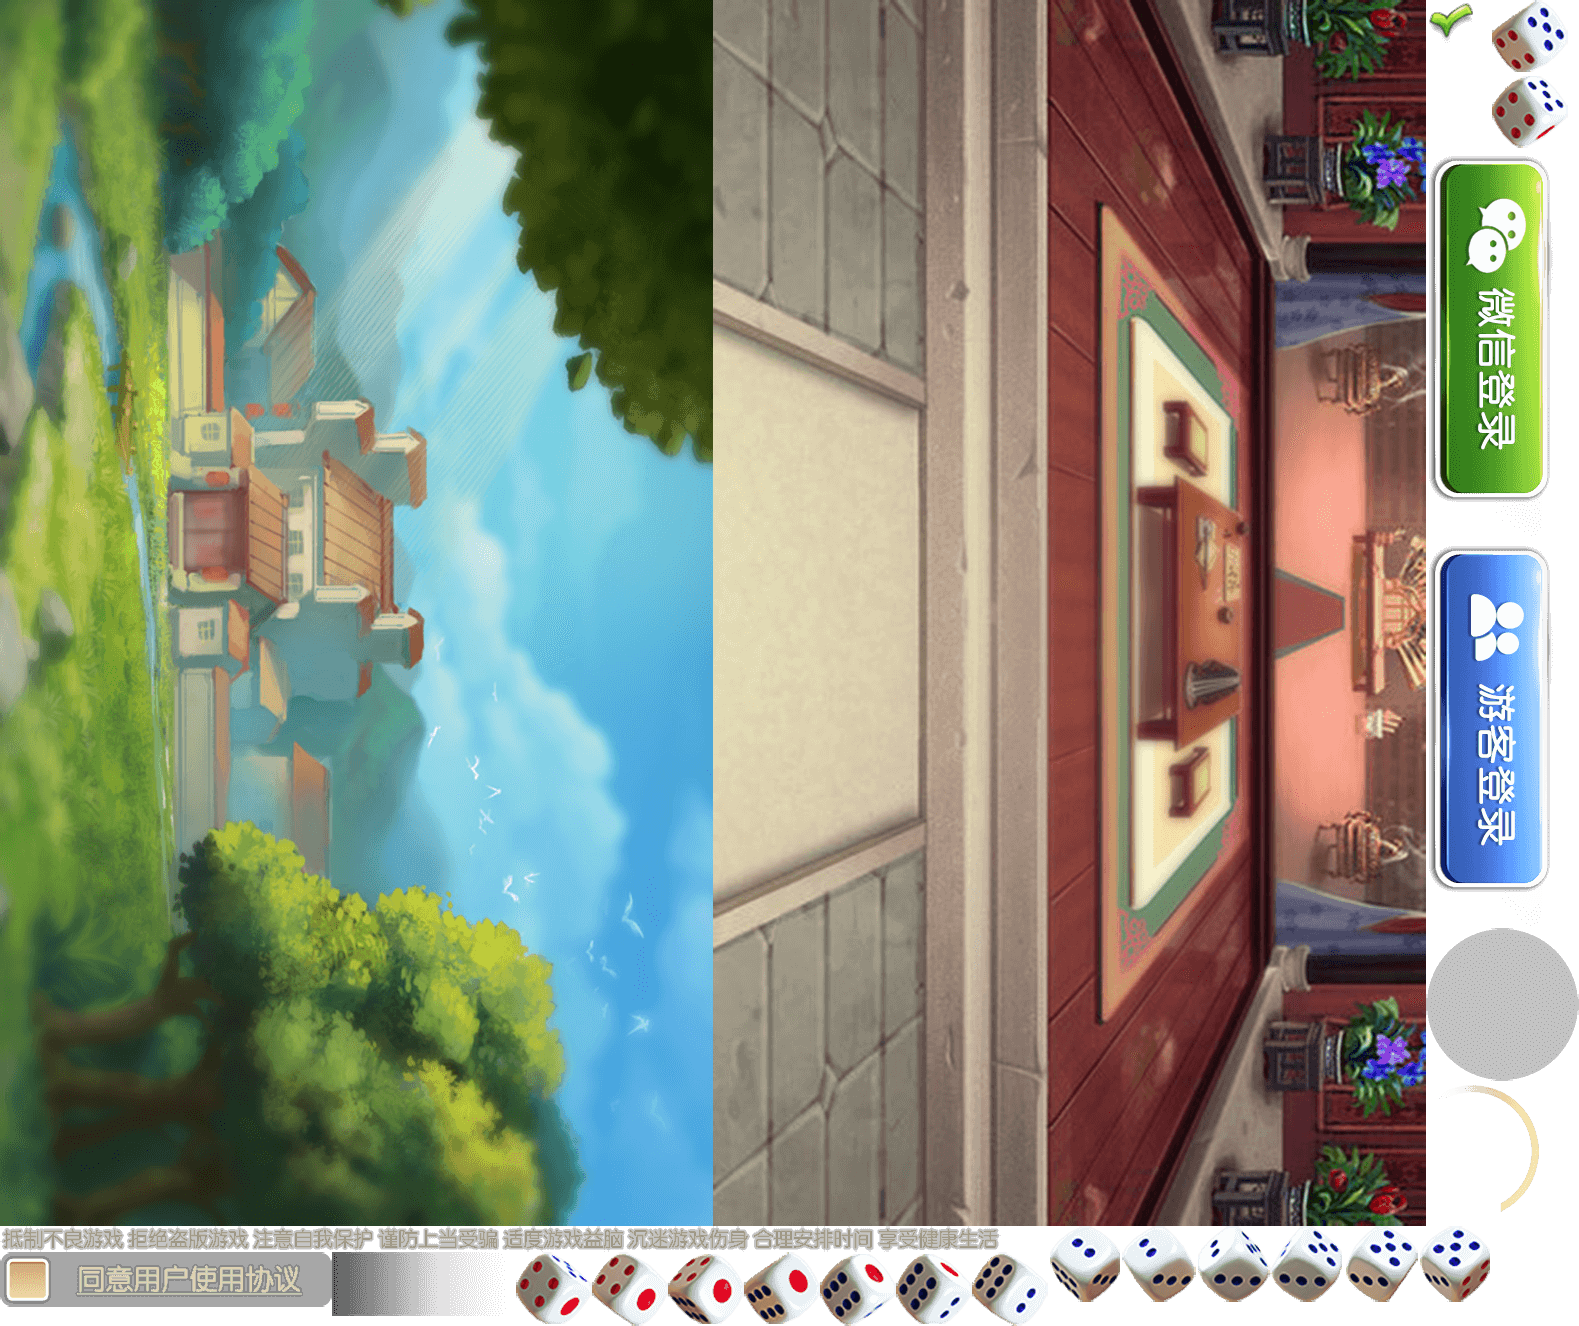 微信登录
游客登录
抵制不良游戏 拒绝盗版游戏 注意自我保护 谨防上当受骗 适度游戏益脑 沉迷游戏伤身 合理安排时间 享受健康生活
同意用户使用协议